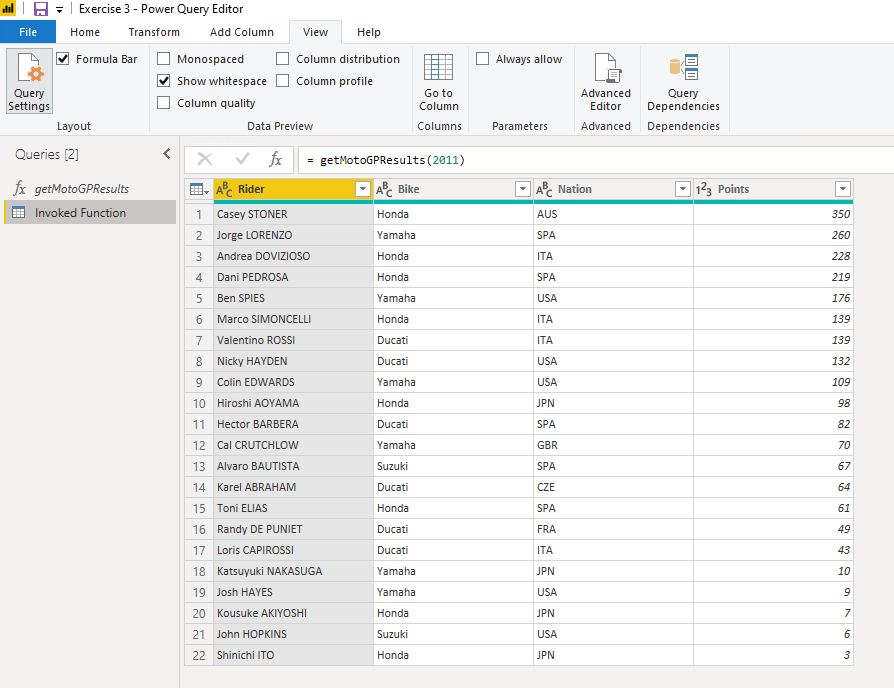 Exercise 3 - Power Query Editor
File Home Transform Add Column View Help
Query Settings
Formula Bar
Layout
Monospaced
Show whitespace
Column quality
Column distribution
Column profile
Data Preview
Go to Column
Columns
Always allow
Parameters
Advanced Editor
Advanced
Query Dependencies
Dependencies
Queries [2]
fx getMotoGPResults
Invoked Function
fx = getMotoGPResults(2011)
ABC Rider ABC Bike ABC Nation 123 Points
1 Casey STONER Honda AUS 350
2 Jorge LORENZO Yamaha SPA 260
3 Andrea DOVIZIOSO Honda ITA 228
4 Dani PEDROSA Honda SPA 219
5 Ben SPIES Yamaha USA 176
6 Marco SIMONCELLI Honda ITA 139
7 Valentino ROSSI Ducati ITA 139
8 Nicky HAYDEN Ducati USA 132
9 Colin EDWARDS Yamaha USA 109
10 Hiroshi AOYAMA Honda JPN 98
11 Hector BARBERA Ducati SPA 82
12 Cal CRUTCHLOW Yamaha GBR 70
13 Alvaro BAUTISTA Suzuki SPA 67
14 Karel ABRAHAM Ducati CZE 64
15 Toni ELIAS Honda SPA 61
16 Randy DE PUNIET Ducati FRA 49
17 Loris CAPIROSSI Ducati ITA 43
18 Katsuyuki NAKASUGA Yamaha JPN 10
19 Josh HAYES Yamaha USA 9
20 Kousuke AKIYOSHI Honda JPN 7
21 John HOPKINS Suzuki USA 6
22 Shinichi ITO Honda JPN 3